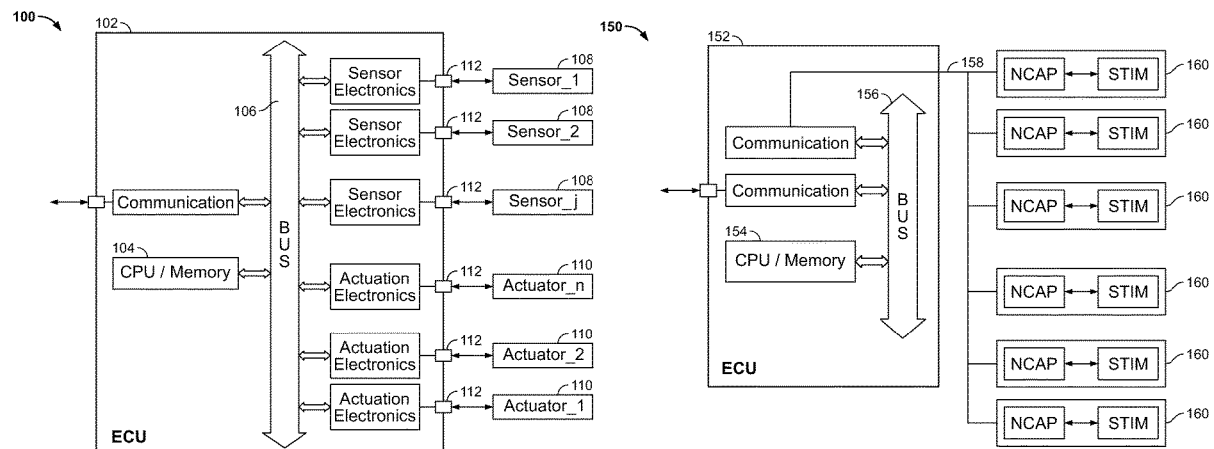 100
102
106
BUS
Communication
104
CPU / Memory
ECU
Sensor
Electronics
112
108
Sensor_1
Sensor
Electronics
112
108
Sensor_2
Sensor
Electronics
112
108
Sensor_j
Actuation
Electronics
112
110
Actuator_n
Actuation
Electronics
112
110
Actuator_2
Actuation
Electronics
112
110
Actuator_1
150
152
158
156
BUS
Communication
Communication
154
CPU / Memory
ECU
NCAP STIM 160
NCAP STIM 160
NCAP STIM 160
NCAP STIM 160
NCAP STIM 160
NCAP STIM 160